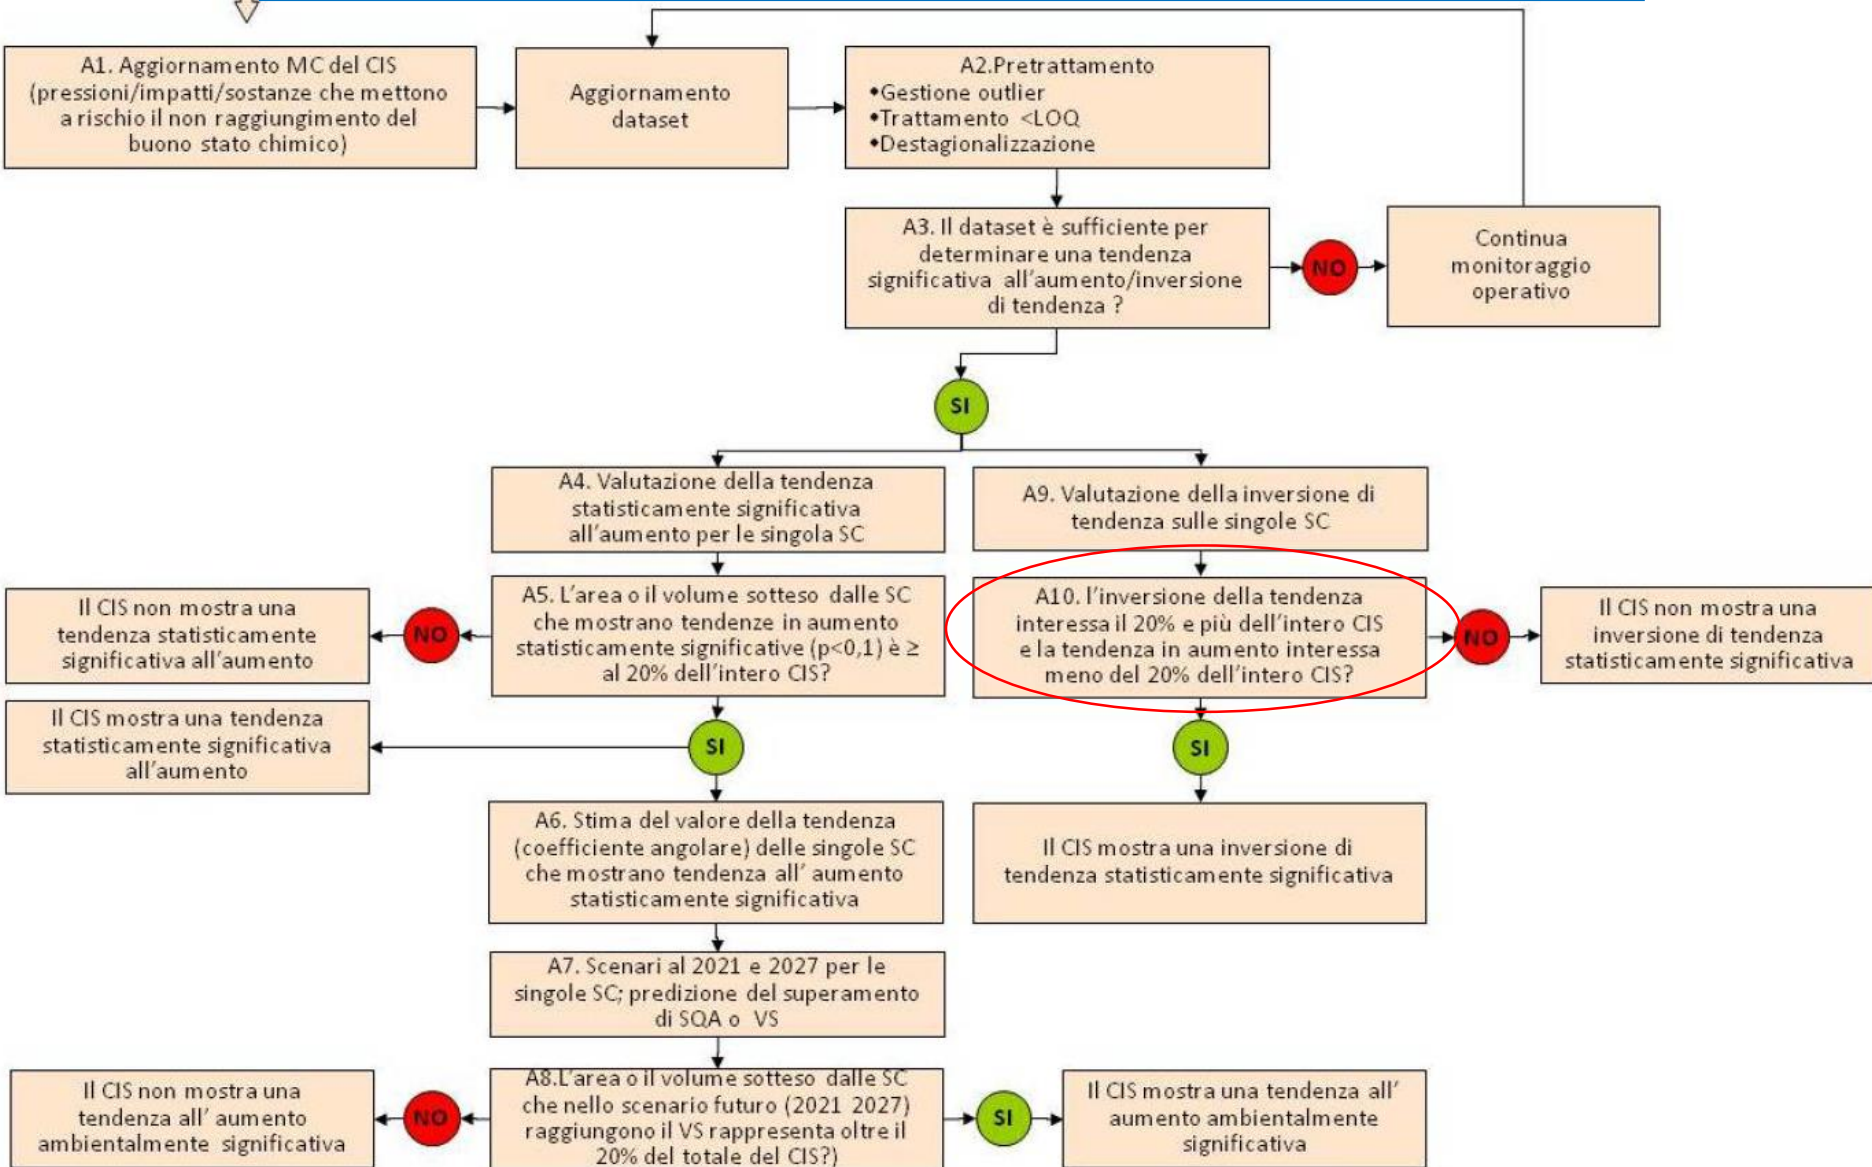 A1. Aggiornamento MC del CIS
(pressioni/impatti/sostanze che mettono
a rischio il non raggiungimento del
buono stato chimico)
Aggiornamento
dataset
A2.Pretrattamento
•Gestione outlier
•Trattamento <LOQ
•Destagionalizzazione
A3. Il dataset è sufficiente per
determinare una tendenza
significativa all'aumento/inversione
di tendenza ?
NO
Continua
monitoraggio
operativo
SI
A4. Valutazione della tendenza
statisticamente significativa
all'aumento per le singola SC
A9. Valutazione della inversione di
tendenza sulle singole SC
Il CIS non mostra una
tendenza statisticamente
significativa all'aumento
NO
A5. L'area o il volume sotteso dalle SC
che mostrano tendenze in aumento
statisticamente significative (p<0,1) è ≥
al 20% dell'intero CIS?
A10. l'inversione della tendenza
interessa il 20% e più dell'intero CIS
e la tendenza in aumento interessa
meno del 20% dell'intero CIS?
NO
Il CIS non mostra una
inversione di tendenza
statisticamente significativa
Il CIS mostra una tendenza
statisticamente significativa
all'aumento
SI
SI
A6. Stima del valore della tendenza
(coefficiente angolare) delle singole SC
che mostrano tendenza all' aumento
statisticamente significativa
Il CIS mostra una inversione di
tendenza statisticamente significativa
A7. Scenari al 2021 e 2027 per le
singole SC; predizione del superamento
di SQA o VS
Il CIS non mostra una
tendenza all' aumento
ambientalmente significativa
NO
A8.L'area o il volume sotteso dalle SC
che nello scenario futuro (2021 2027)
raggiungono il VS rappresenta oltre il
20% del totale del CIS?)
SI
Il CIS mostra una tendenza all'
aumento ambientalmente
significativa